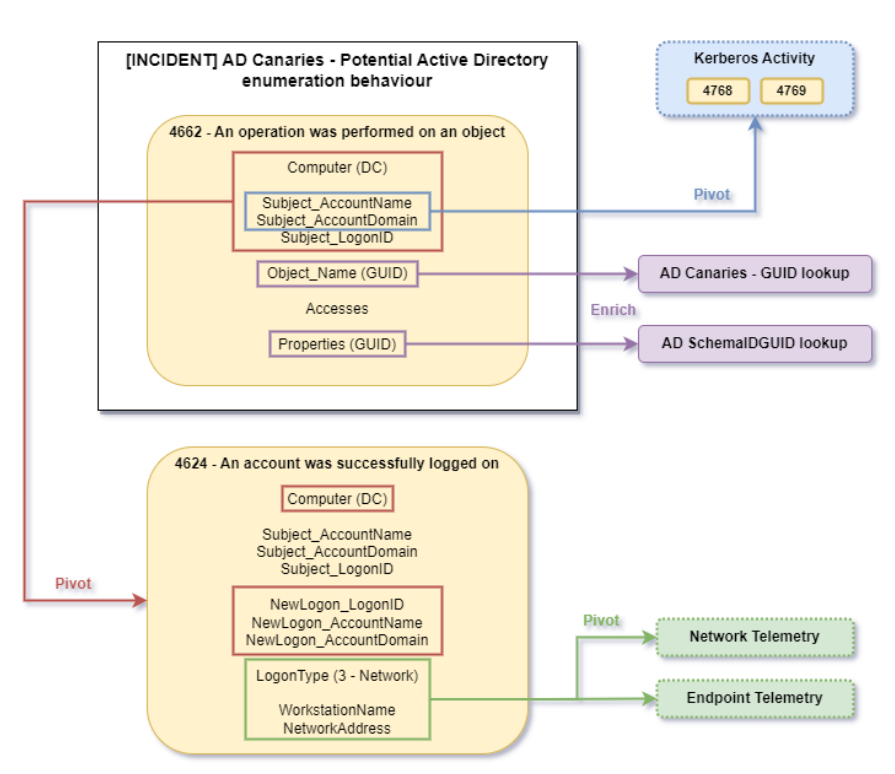 [INCIDENT] AD Canaries - Potential Active Directory
enumeration behaviour
4662 - An operation was performed on an object
Computer (DC)
Subject_AccountName
Subject_AccountDomain
Subject_LogonID
Object_Name (GUID)
Accesses
Properties (GUID)
Kerberos Activity
4768
4769
Pivot
AD Canaries - GUID lookup
Enrich
AD SchemaIDGUID lookup
4624 - An account was successfully logged on
Computer (DC)
Subject_AccountName
Subject_AccountDomain
Subject_LogonID
Pivot
NewLogon_LogonID
NewLogon_AccountName
NewLogon_AccountDomain
LogonType (3 - Network)
WorkstationName
NetworkAddress
Pivot
Network Telemetry
Endpoint Telemetry